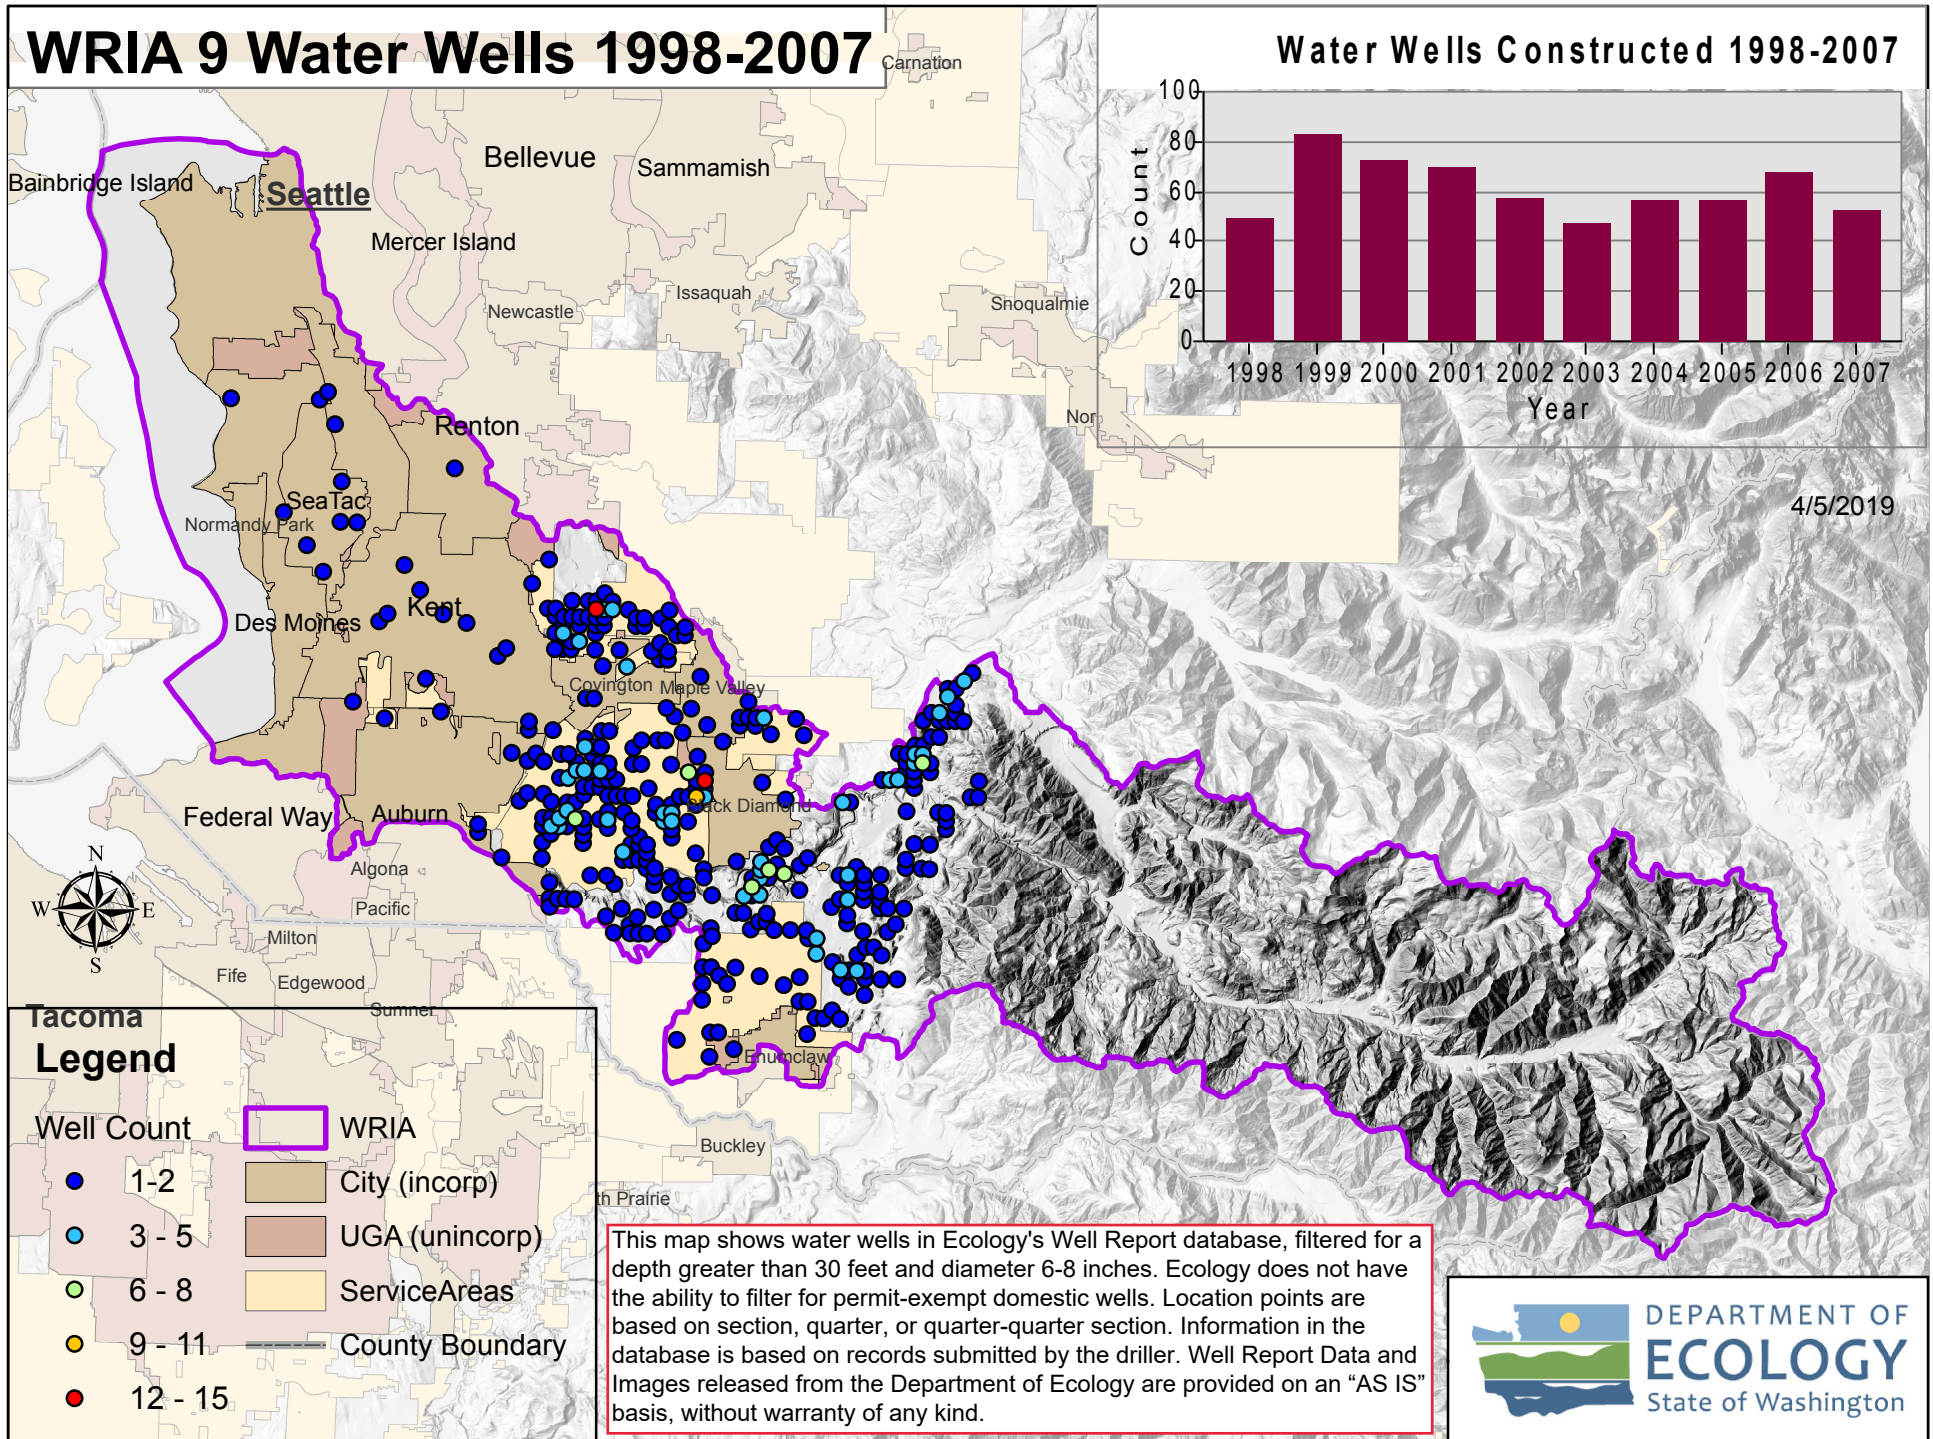 WRIA 9 Water Wells 1998-2007
Water Wells Constructed 1998-2007
100
80
60
40
20
0
Count
1998 1999 2000 2001 2002 2003 2004 2005 2006 2007
Year
4/5/2019
Carnation
Bellevue
Sammamish
Bainbridge Island
Seattle
Mercer Island
Issaquah
Newcastle
Snoqualmie
Nor
Renton
SeaTac
Normandy Park
Kent
Des Moines
Covington
Maple Valley
Black Diamond
Federal Way
Auburn
Algona
Pacific
Milton
Fife
Edgewood
Sumner
Tacoma
Enumclaw
Buckley
th Prairie
N
W
E
S
Legend
Well Count
1-2
3 - 5
6 - 8
9 - 11
12 - 15
WRIA
City (incorp)
UGA (unincorp)
ServiceAreas
County Boundary
This map shows water wells in Ecology's Well Report database, filtered for a
depth greater than 30 feet and diameter 6-8 inches. Ecology does not have
the ability to filter for permit-exempt domestic wells. Location points are
based on section, quarter, or quarter-quarter section. Information in the
database is based on records submitted by the driller. Well Report Data and
Images released from the Department of Ecology are provided on an “AS IS”
basis, without warranty of any kind.
DEPARTMENT OF
ECOLOGY
State of Washington